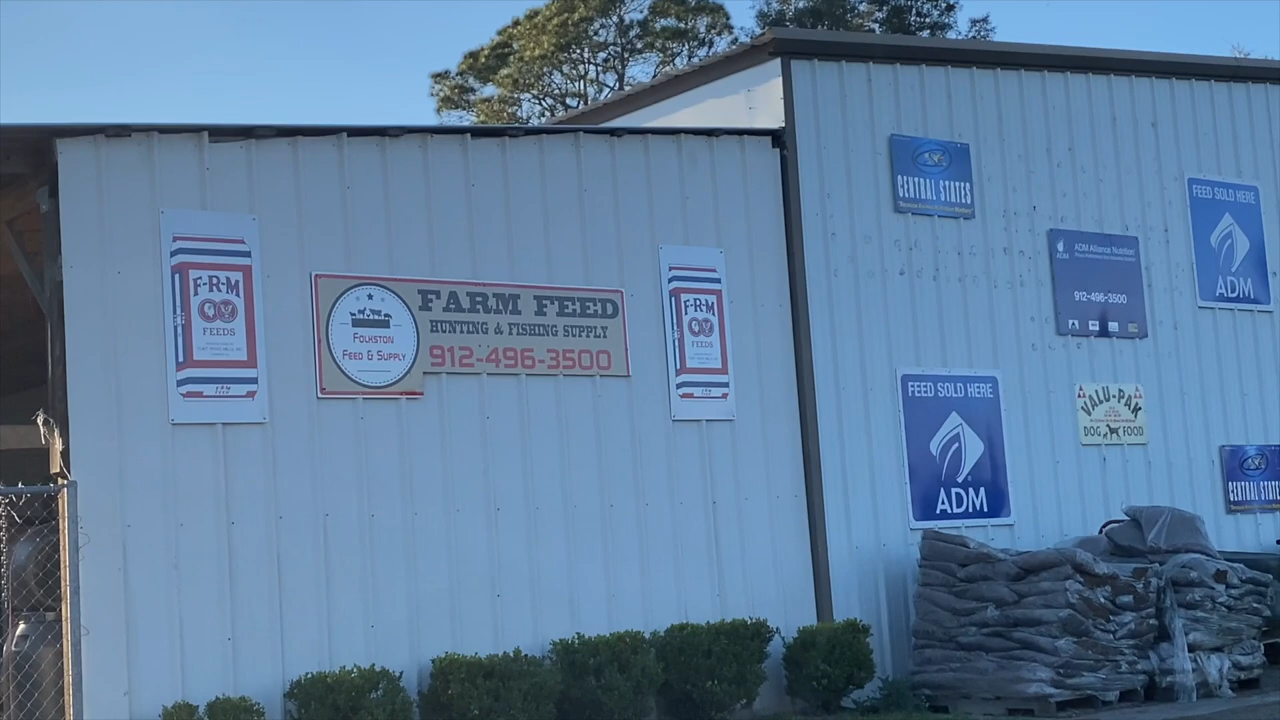 F-R-M
FEEDS
FOLKSTON
FEED & SUPPLY
FARM FEED
HUNTING & FISHING SUPPLY
912-496-3500
F-R-M
FEEDS
CENTRAL STATES
FEED SOLD HERE
ADM
ADM
ADM Alliance Nutrition
912-496-3500
FEED SOLD HERE
ADM
VALU-PAK
DOG FOOD
CENTRAL STATES